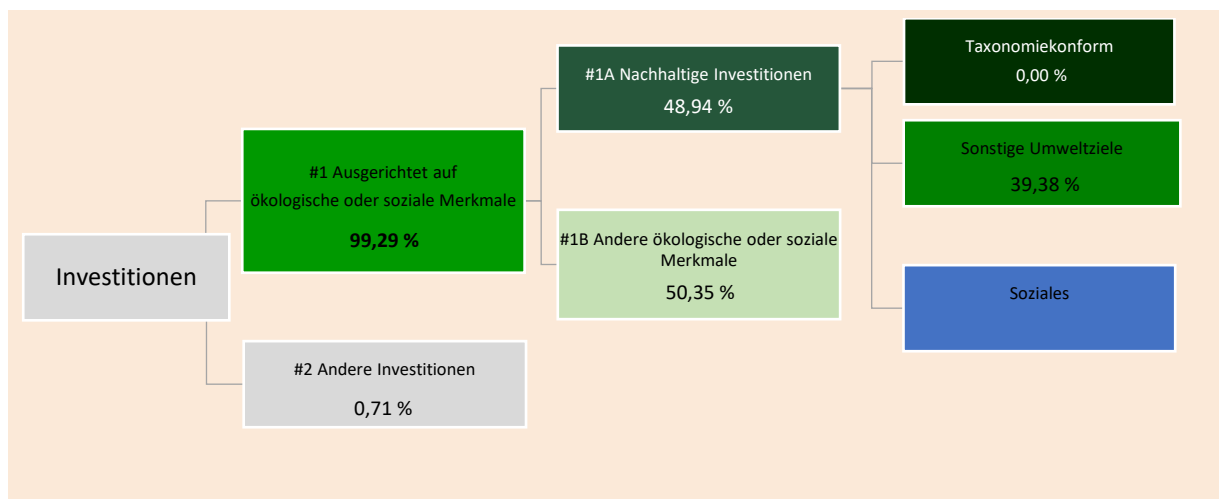 Investitionen
#1 Ausgerichtet auf
ökologische oder soziale Merkmale
99,29 %
#2 Andere Investitionen
0,71 %
#1A Nachhaltige Investitionen
48,94 %
#1B Andere ökologische oder soziale
Merkmale
50,35 %
Taxonomiekonform
0,00 %
Sonstige Umweltziele
39,38 %
Soziales